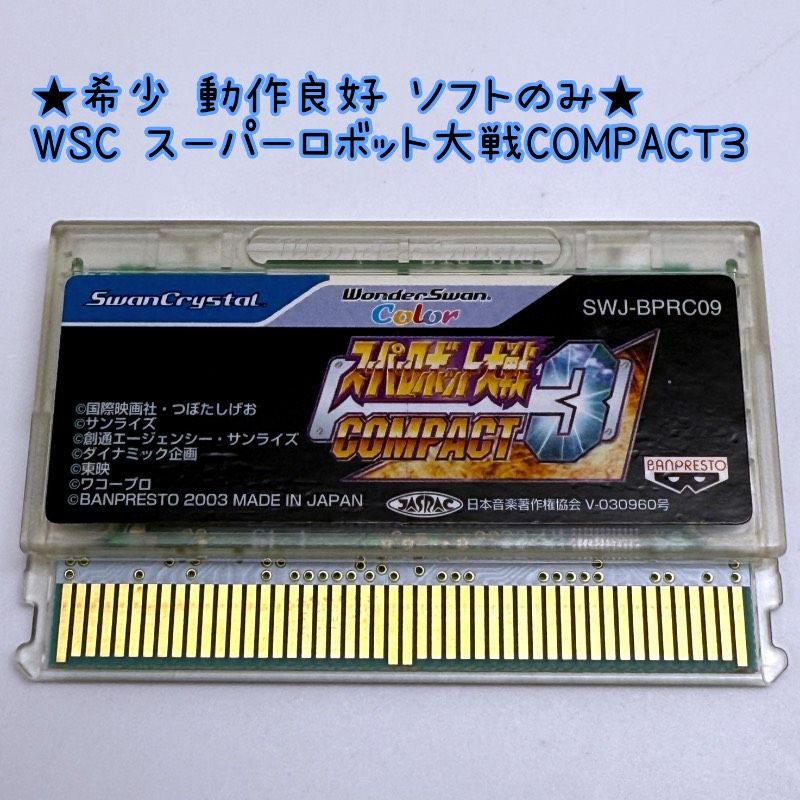 ★希少 動作良好 ソフトのみ★
WSC スーパーロボット大戦COMPACT3
SwanCrystal™
WonderSwan®
Color
SWJ-BPRC09
スーパーロボット大戦
COMPACT 3
©国際映画社・つぼたしげお
©サンライズ
©創通エージェンシー・サンライズ
©ダイナミック企画
©東映
©ワコープロ
©BANPRESTO 2003 MADE IN JAPAN
BANPRESTO
JASRAC 日本音楽著作権協会 V-030960号